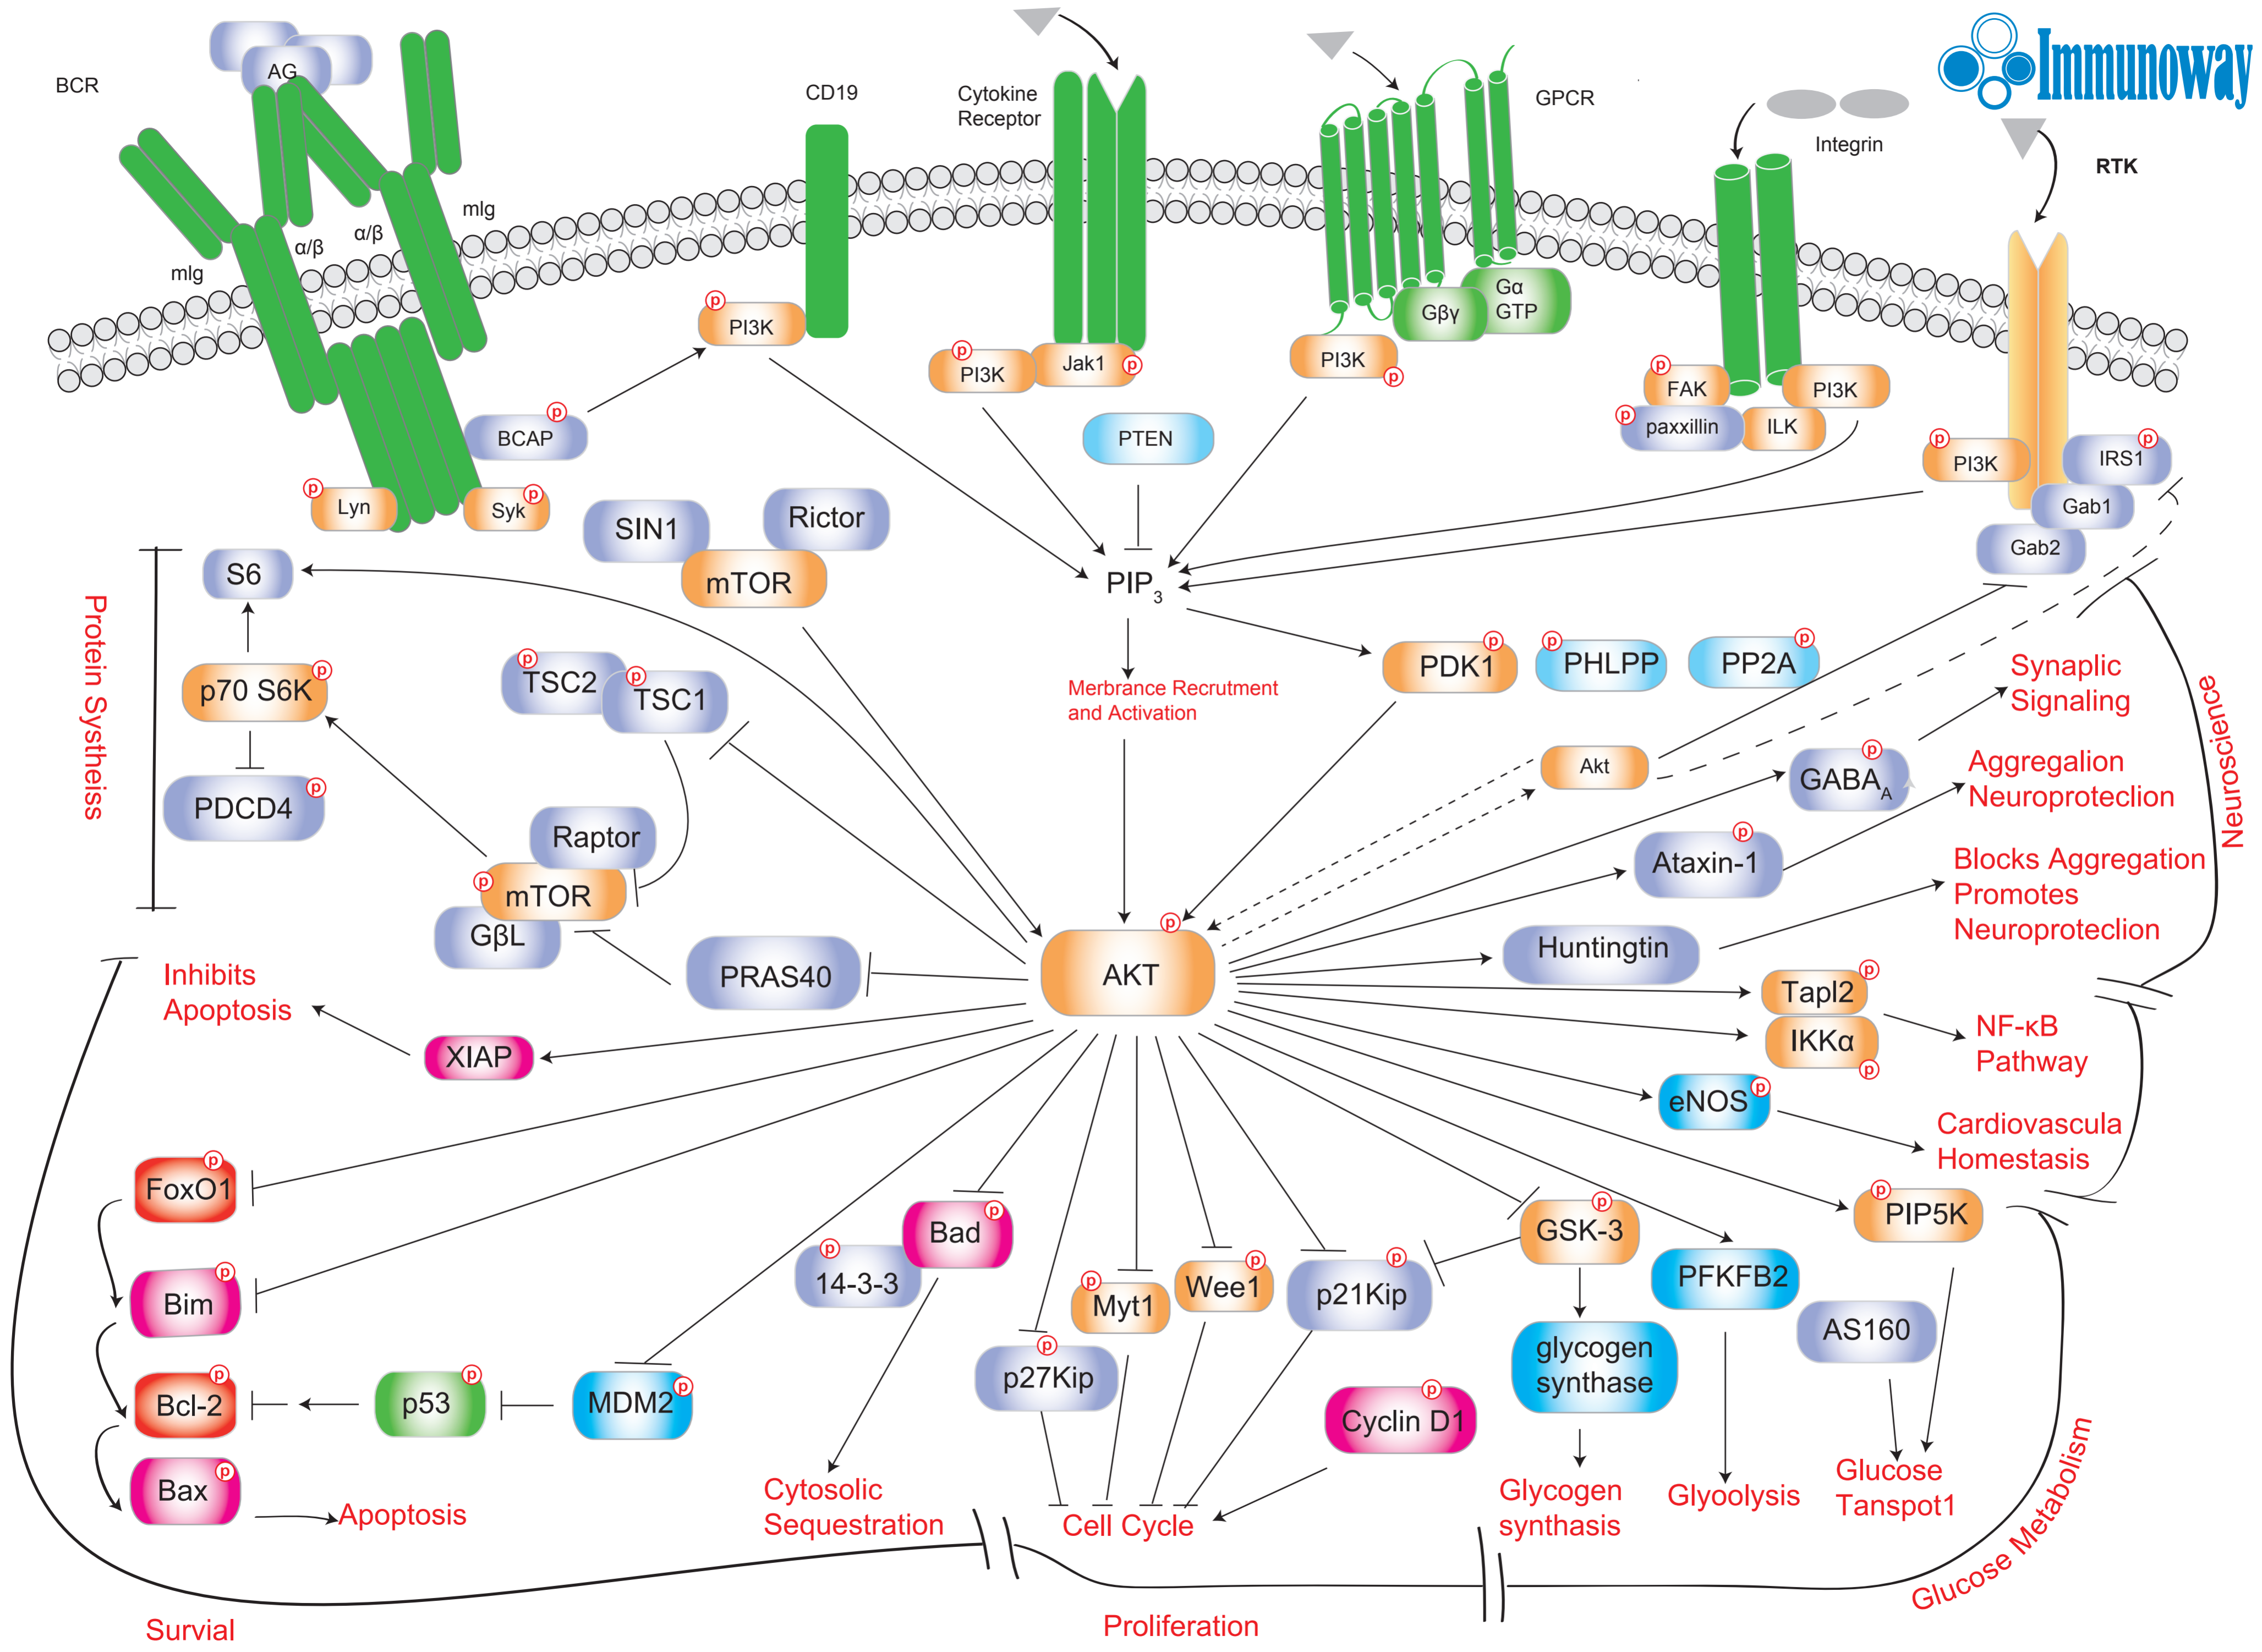 Immunoway
BCR
AG
CD19
Cytokine
Receptor
GPCR
Integrin
RTK
mIg
α/β
α/β
mIg
p
PI3K
p
PI3K
Jak1
p
PI3K
p
Gβγ
Gα
GTP
p
FAK
PI3K
p
paxxillin
ILK
p
PI3K
IRS1
p
Gab1
Gab2
BCAP
p
PTEN
p
Lyn
Syk
p
SIN1
Rictor
mTOR
PIP3
S6
Protein Systheiss
p70 S6K
p
PDCD4
p
p
TSC2
p
TSC1
Merbrance Recrutment
and Activation
PDK1
p
p
PHLPP
PP2A
p
Synaplic
Signaling
Neuroscience
Akt
GABAA
p
Aggregalion
Neuroproteclion
Raptor
p
mTOR
GβL
Ataxin-1
p
Blocks Aggregation
Promotes
Neuroproteclion
PRAS40
AKT
p
Huntingtin
Inhibits
Apoptosis
XIAP
Tapl2
p
IKKα
p
NF-κB
Pathway
eNOS
p
Cardiovascula
Homestasis
FoxO1
p
Bad
p
p
14-3-3
GSK-3
p
p
PIP5K
Bim
p
p
Myt1
Wee1
p
p21Kip
p
PFKFB2
AS160
p
p27Kip
glycogen
synthase
Bcl-2
p
p53
p
MDM2
p
Cyclin D1
p
Bax
p
Apoptosis
Cytosolic
Sequestration
Cell Cycle
Glycogen
synthasis
Glyoolysis
Glucose
Tanspot1
Glucose Metabolism
Survial
Proliferation